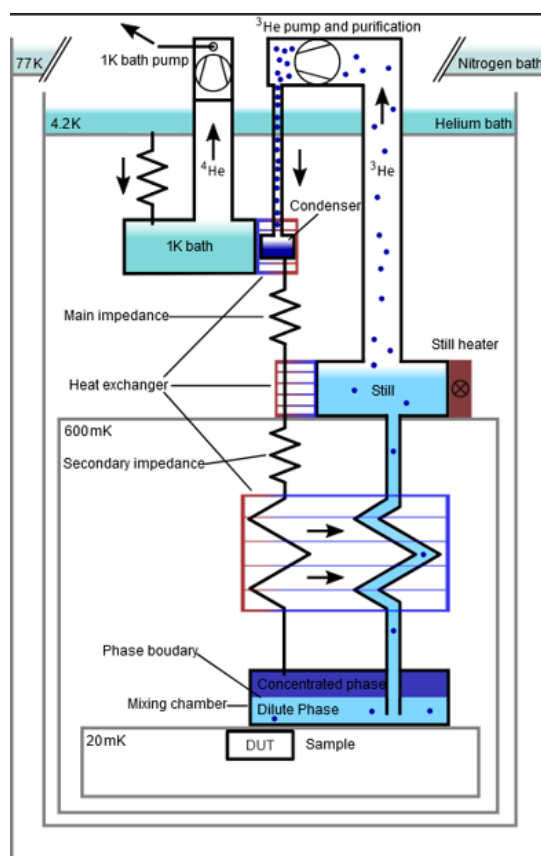 ³He pump and purification
1K bath pump
77K
Nitrogen bath
4.2K
Helium bath
⁴He
³He
Condenser
1K bath
Main impedance
Still heater
Heat exchanger
Still
600mK
Secondary impedance
Phase boudary
Concentrated phase
Mixing chamber
Dilute Phase
20mK
DUT
Sample